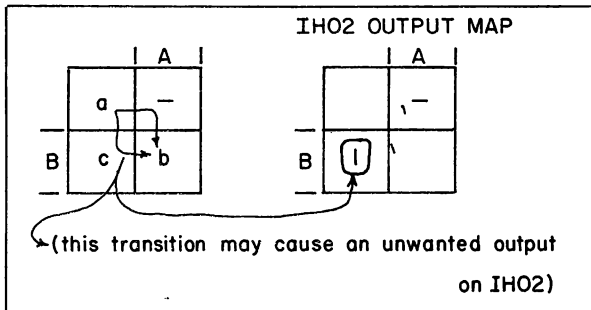 IHO2 OUTPUT MAP
A
A
a –
–
B c b
B 1
(this transition may cause an unwanted output
on IHO2)